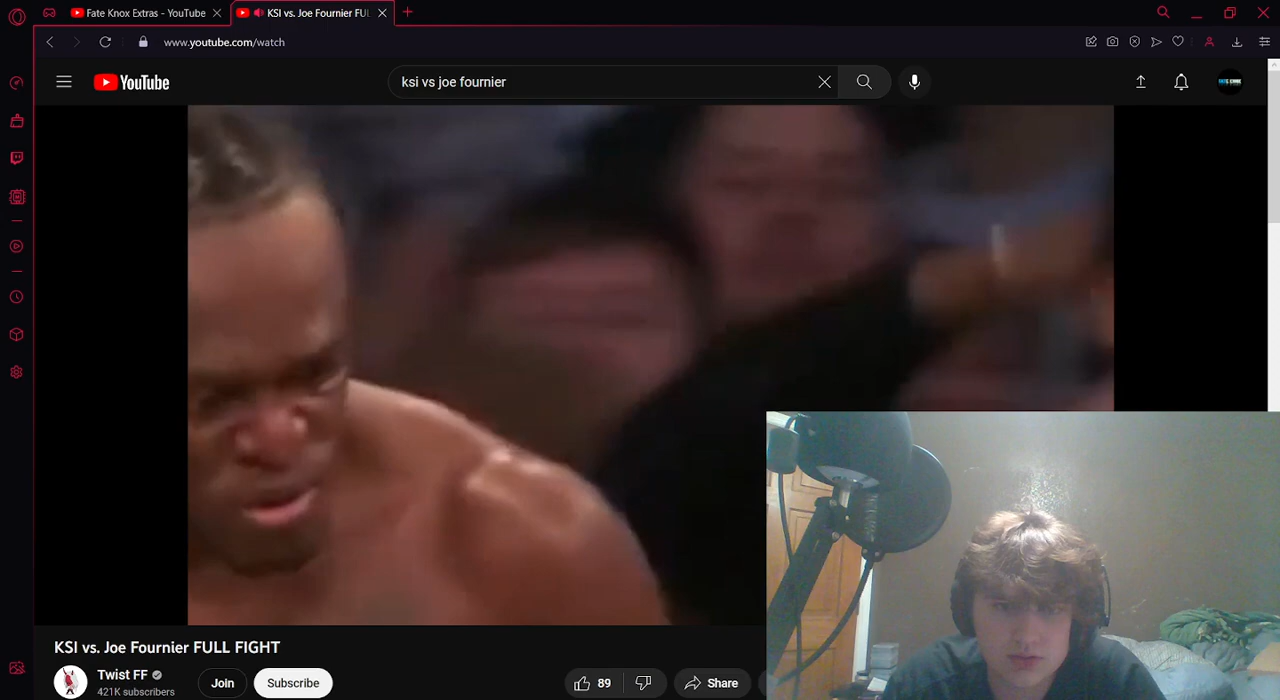 Fate Knox Extras - YouTube
KSI vs. Joe Fournier FUL
www.youtube.com/watch
YouTube
ksi vs joe fournier
KSI vs. Joe Fournier FULL FIGHT
Twist FF
421K subscribers
Join
Subscribe
89
Share